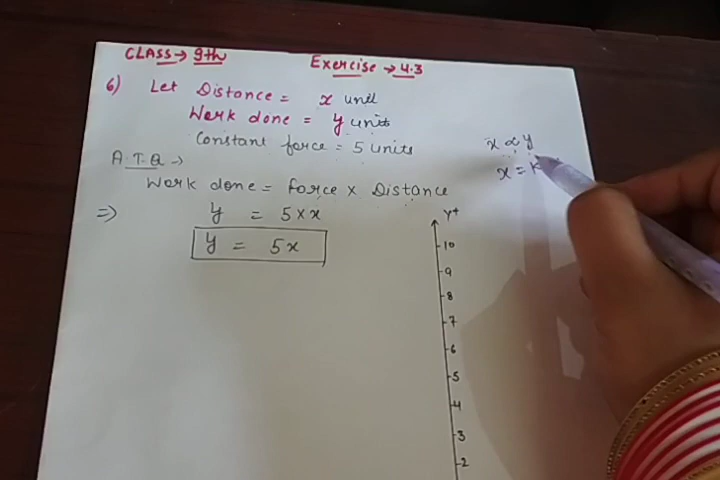 CLASS → 9th
Exercise → 4.3
6) Let Distance = x unit
Work done = y units
Constant force = 5 units
A.T.Q →
Work done = force × Distance
⇒ y = 5 × x
y = 5x
x ∝ y
x = k
Y+
10
9
8
7
6
5
4
3
2